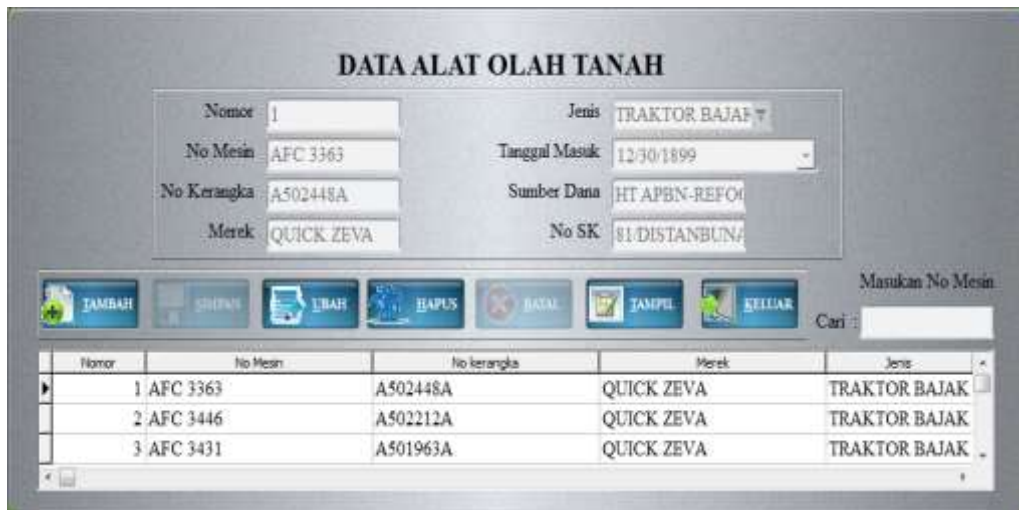 DATA ALAT OLAH TANAH
Nomor 1 Jenis TRAKTOR BAJAK
No Mesin AFC 3363 Tanggal Masuk 12/30/1899
No Kerangka A502448A Sumber Dana HT APBN-REFO
Merek QUICK ZEVA No SK 81/DISTANBUNA
TAMBAH SIMPAN UBAH HAPUS BATAL TAMPIL KELUAR
Masukan No Mesin
Cari :
Nomor No Mesin No kerangka Merek Jenis
1 AFC 3363 A502448A QUICK ZEVA TRAKTOR BAJAK
2 AFC 3446 A502212A QUICK ZEVA TRAKTOR BAJAK
3 AFC 3431 A501963A QUICK ZEVA TRAKTOR BAJAK